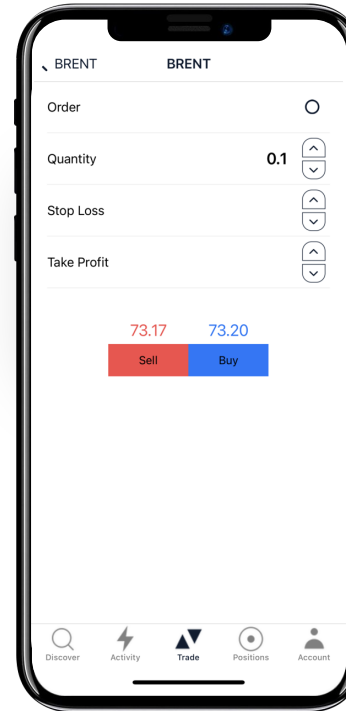 BRENT BRENT
Order
Quantity 0.1
Stop Loss
Take Profit
73.17 73.20
Sell Buy
Discover Activity Trade Positions Account